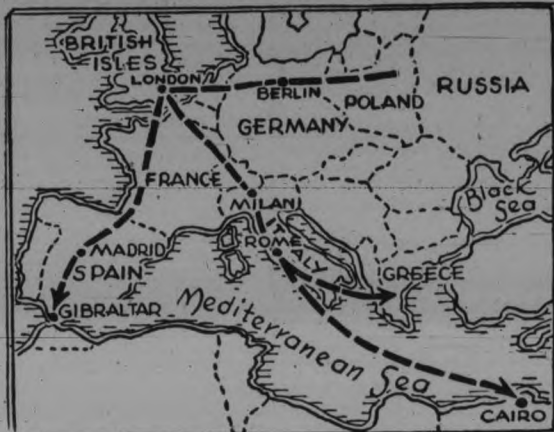 BRITISH
ISLES
LONDON
BERLIN
POLAND
RUSSIA
GERMANY
FRANCE
MILAN
Black
Sea
ITALY
ROME
MADRID
SPAIN
GREECE
GIBRALTAR
Mediterranean Sea
CAIRO